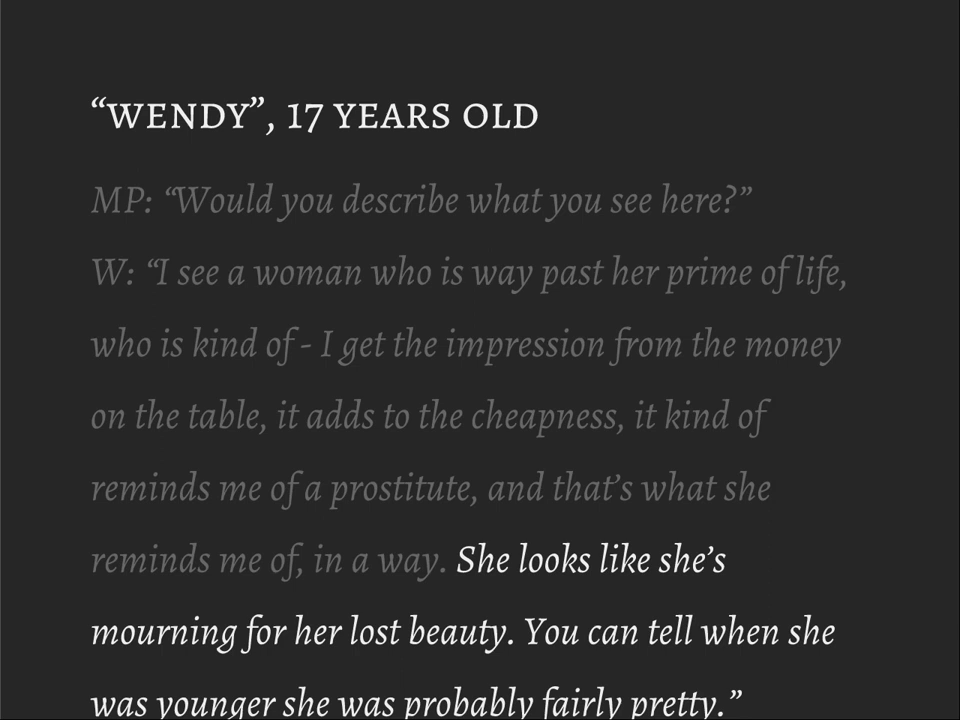 “WENDY”, 17 YEARS OLD
MP: “Would you describe what you see here?”
W: “I see a woman who is way past her prime of life,
who is kind of - I get the impression from the money
on the table, it adds to the cheapness, it kind of
reminds me of a prostitute, and that’s what she
reminds me of, in a way. She looks like she’s
mourning for her lost beauty. You can tell when she
was younger she was probably fairly pretty.”